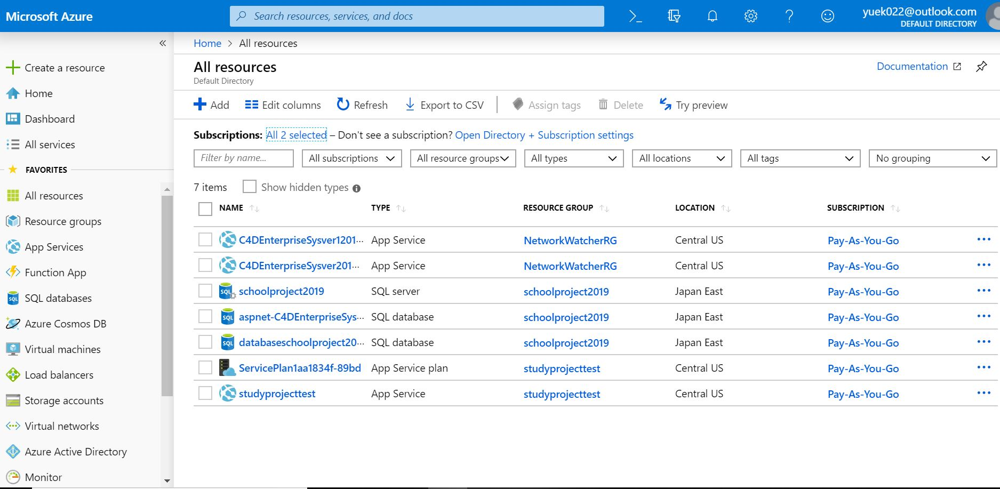 Microsoft Azure
Search resources, services, and docs
yuek022@outlook.com
DEFAULT DIRECTORY
«
Create a resource
Home
Dashboard
All services
FAVORITES
All resources
Resource groups
App Services
Function App
SQL databases
Azure Cosmos DB
Virtual machines
Load balancers
Storage accounts
Virtual networks
Azure Active Directory
Monitor
Home > All resources
All resources
Default Directory
Documentation
Add Edit columns Refresh Export to CSV Assign tags Delete Try preview
Subscriptions: All 2 selected – Don't see a subscription? Open Directory + Subscription settings
Filter by name... All subscriptions All resource groups All types All locations All tags No grouping
7 items Show hidden types
NAME TYPE RESOURCE GROUP LOCATION SUBSCRIPTION
C4DEnterpriseSysver1201... App Service NetworkWatcherRG Central US Pay-As-You-Go
C4DEnterpriseSysver201... App Service NetworkWatcherRG Central US Pay-As-You-Go
SQL schoolproject2019 SQL server schoolproject2019 Japan East Pay-As-You-Go
SQL aspnet-C4DEnterpriseSys... SQL database schoolproject2019 Japan East Pay-As-You-Go
SQL databaseschoolproject20... SQL database schoolproject2019 Japan East Pay-As-You-Go
ServicePlan1aa1834f-89bd App Service plan studyprojecttest Central US Pay-As-You-Go
studyprojecttest App Service studyprojecttest Central US Pay-As-You-Go